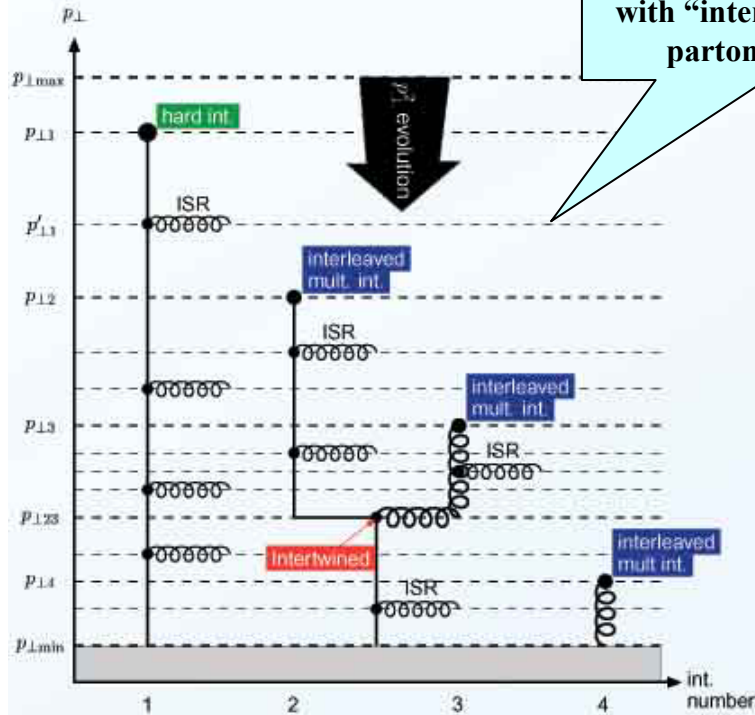 p⊥
with “inter
parton
p⊥max
hard int.
p⊥1
p²⊥ evolution
ISR
p′⊥1
interleaved
mult. int.
p⊥2
ISR
interleaved
mult. int.
p⊥3
ISR
p⊥23
Intertwined
interleaved
mult int.
p⊥4
ISR
p⊥min
int.
number
1
2
3
4